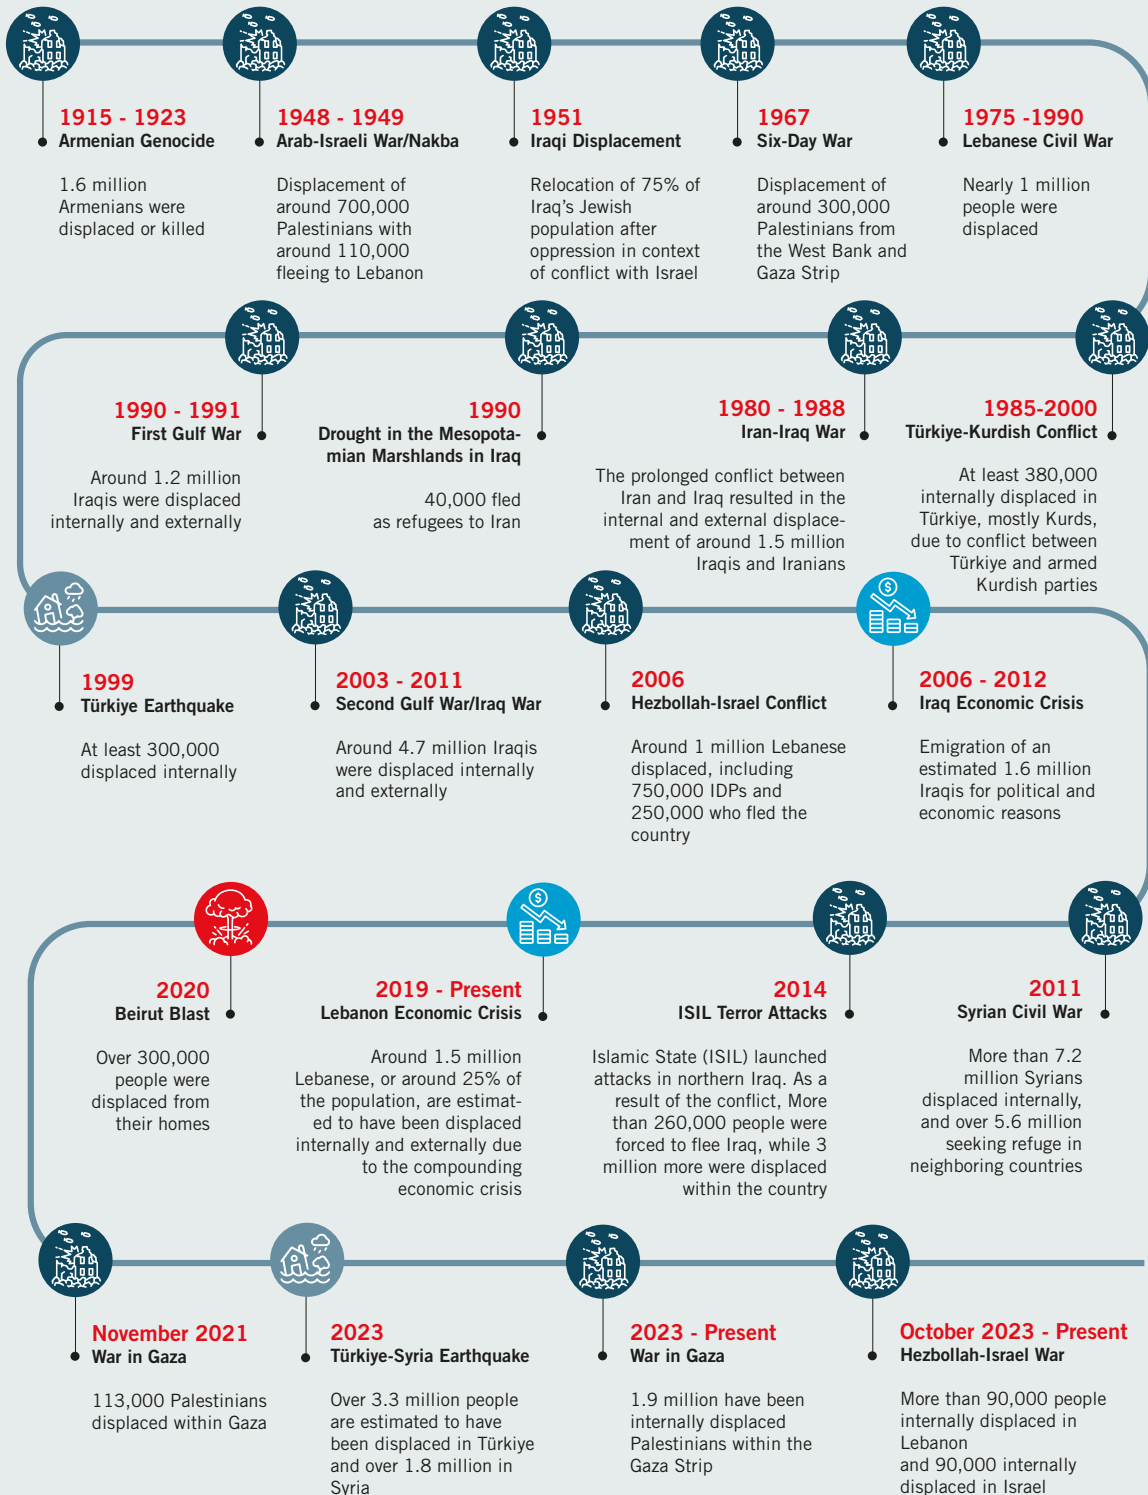 1915 - 1923
Armenian Genocide
1.6 million
Armenians were
displaced or killed
1948 - 1949
Arab-Israeli War/Nakba
Displacement of
around 700,000
Palestinians with
around 110,000
fleeing to Lebanon
1951
Iraqi Displacement
Relocation of 75% of
Iraq's Jewish
population after
oppression in context
of conflict with Israel
1967
Six-Day War
Displacement of
around 300,000
Palestinians from
the West Bank and
Gaza Strip
1975 -1990
Lebanese Civil War
Nearly 1 million
people were
displaced
1985-2000
Türkiye-Kurdish Conflict
At least 380,000
internally displaced in
Türkiye, mostly Kurds,
due to conflict between
Türkiye and armed
Kurdish parties
1980 - 1988
Iran-Iraq War
The prolonged conflict between
Iran and Iraq resulted in the
internal and external displace-
ment of around 1.5 million
Iraqis and Iranians
1990
Drought in the Mesopota-
mian Marshlands in Iraq
40,000 fled
as refugees to Iran
1990 - 1991
First Gulf War
Around 1.2 million
Iraqis were displaced
internally and externally
1999
Türkiye Earthquake
At least 300,000
displaced internally
2003 - 2011
Second Gulf War/Iraq War
Around 4.7 million Iraqis
were displaced internally
and externally
2006
Hezbollah-Israel Conflict
Around 1 million Lebanese
displaced, including
750,000 IDPs and
250,000 who fled the
country
2006 - 2012
Iraq Economic Crisis
Emigration of an
estimated 1.6 million
Iraqis for political and
economic reasons
2011
Syrian Civil War
More than 7.2
million Syrians
displaced internally,
and over 5.6 million
seeking refuge in
neighboring countries
2014
ISIL Terror Attacks
Islamic State (ISIL) launched
attacks in northern Iraq. As a
result of the conflict, More
than 260,000 people were
forced to flee Iraq, while 3
million more were displaced
within the country
2019 - Present
Lebanon Economic Crisis
Around 1.5 million
Lebanese, or around 25% of
the population, are estimat-
ed to have been displaced
internally and externally due
to the compounding
economic crisis
2020
Beirut Blast
Over 300,000
people were
displaced from
their homes
November 2021
War in Gaza
113,000 Palestinians
displaced within Gaza
2023
Türkiye-Syria Earthquake
Over 3.3 million people
are estimated to have
been displaced in Türkiye
and over 1.8 million in
Syria
2023 - Present
War in Gaza
1.9 million have been
internally displaced
Palestinians within the
Gaza Strip
October 2023 - Present
Hezbollah-Israel War
More than 90,000 people
internally displaced in
Lebanon
and 90,000 internally
displaced in Israel